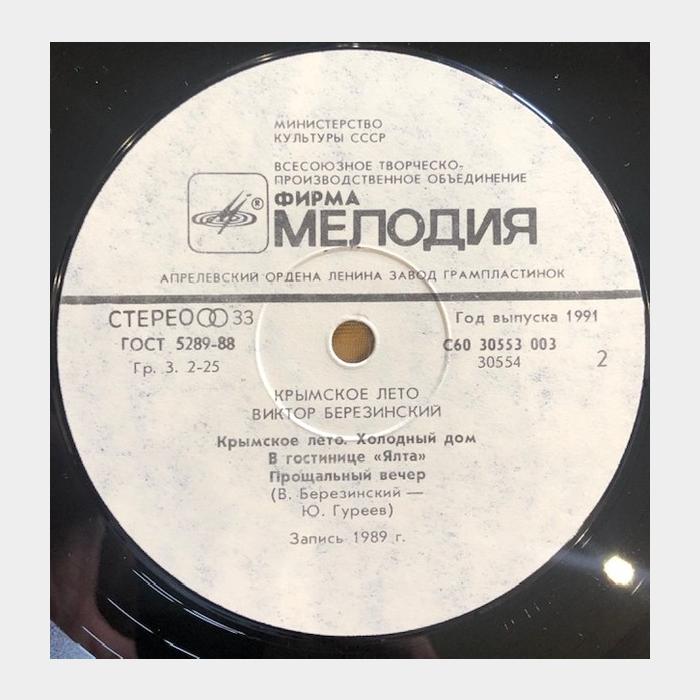 МИНИСТЕРСТВО
КУЛЬТУРЫ СССР
ВСЕСОЮЗНОЕ ТВОРЧЕСКО-
ПРОИЗВОДСТВЕННОЕ ОБЪЕДИНЕНИЕ
®
ФИРМА
МЕЛОДИЯ
АПРЕЛЕВСКИЙ ОРДЕНА ЛЕНИНА ЗАВОД ГРАМПЛАСТИНОК
СТЕРЕО 33
Год выпуска 1991
ГОСТ 5289-88
С60 30553 003
Гр. 3. 2-25
30554
2
КРЫМСКОЕ ЛЕТО
ВИКТОР БЕРЕЗИНСКИЙ
Крымское лето. Холодный дом
В гостинице «Ялта»
Прощальный вечер
(В. Березинский —
Ю. Гуреев)
Запись 1989 г.